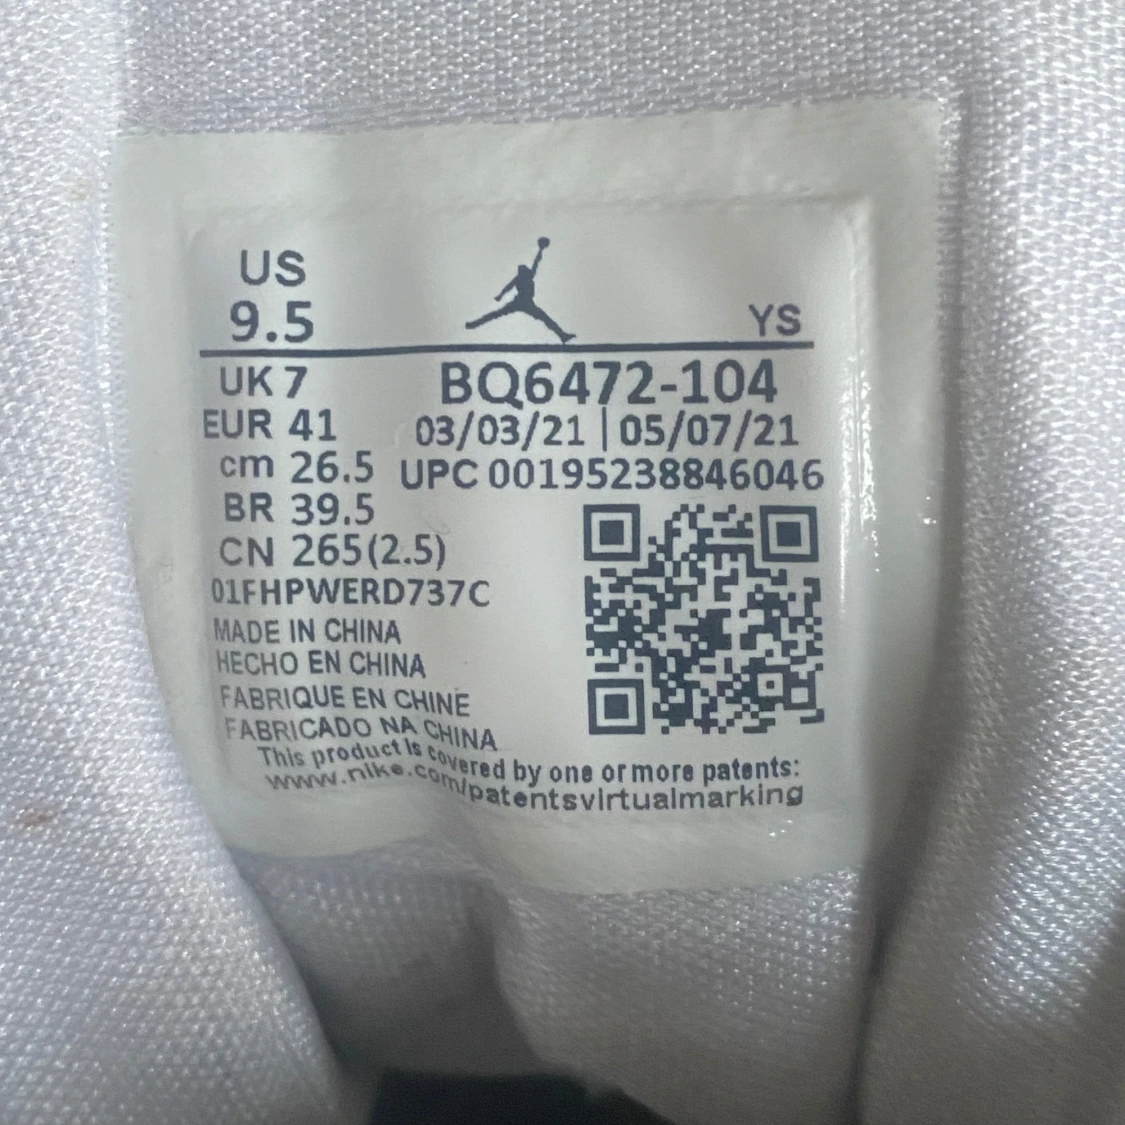 US
9.5
YS
UK 7
BQ6472-104
EUR 41
03/03/21 | 05/07/21
cm 26.5
UPC 00195238846046
BR 39.5
CN 265(2.5)
01FHPWERD737C
MADE IN CHINA
HECHO EN CHINA
FABRIQUE EN CHINE
FABRICADO NA CHINA
This product is covered by one or more patents:
www.nike.com/patentsvirtualmarking